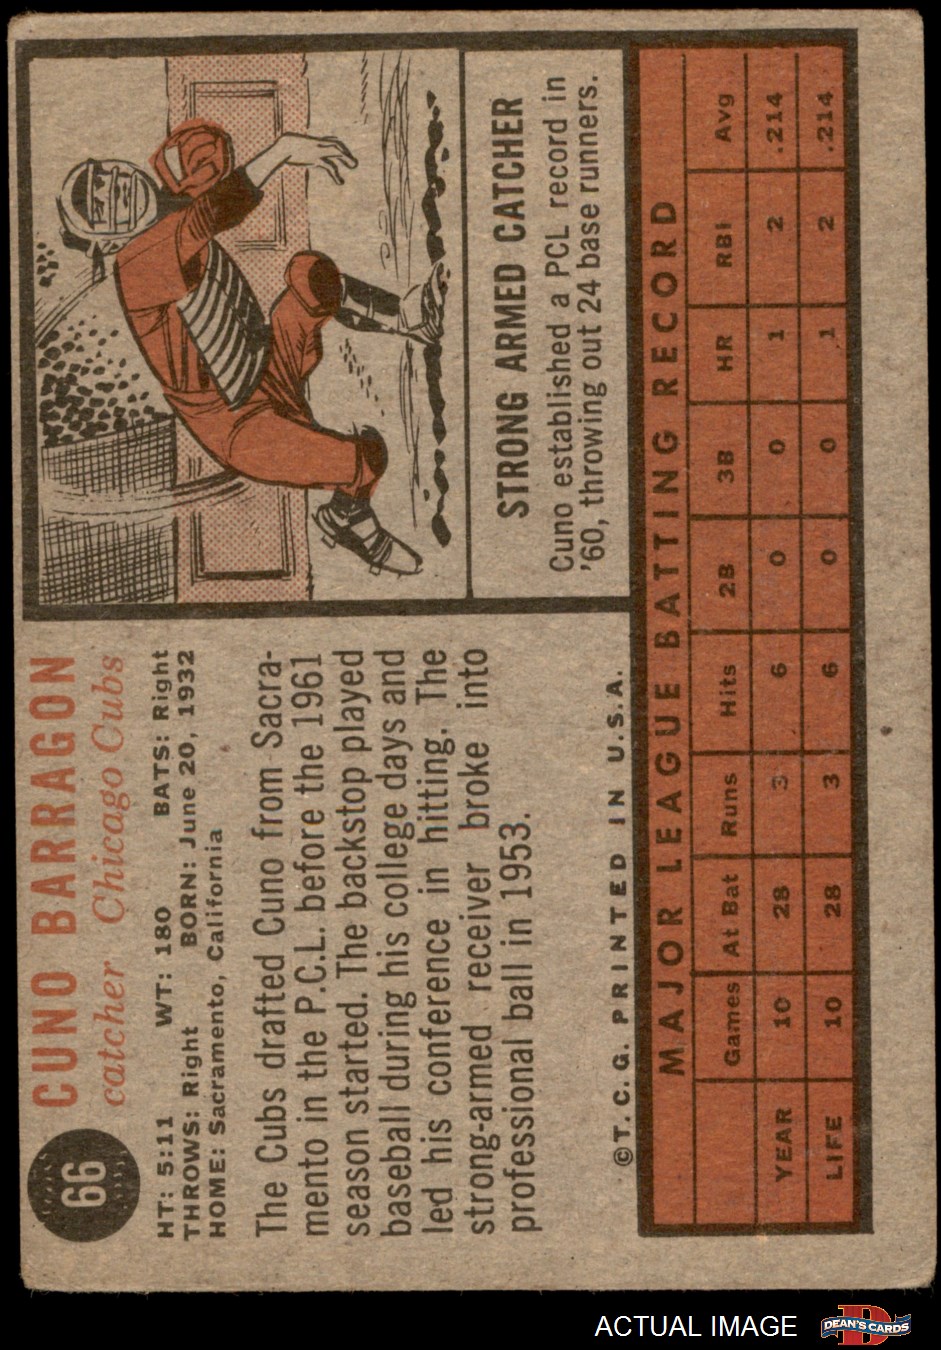 66
CUNO BARRAGON
catcher Chicago Cubs
HT: 5:11 WT: 180 BATS: Right
THROWS: Right BORN: June 20, 1932
HOME: Sacramento, California
The Cubs drafted Cuno from Sacra-
mento in the P.C.L. before the 1961
season started. The backstop played
baseball during his college days and
led his conference in hitting. The
strong-armed receiver broke into
professional ball in 1953.
©T. C. G. PRINTED IN U.S.A.
STRONG ARMED CATCHER
Cuno established a PCL record in
'60, throwing out 24 base runners.
MAJOR LEAGUE BATTING RECORD
Games At Bat Runs Hits 2B 3B HR RBI Avg
YEAR 10 28 3 6 0 0 1 2 .214
LIFE 10 28 3 6 0 0 1 2 .214
ACTUAL IMAGE
D
DEAN'S CARDS